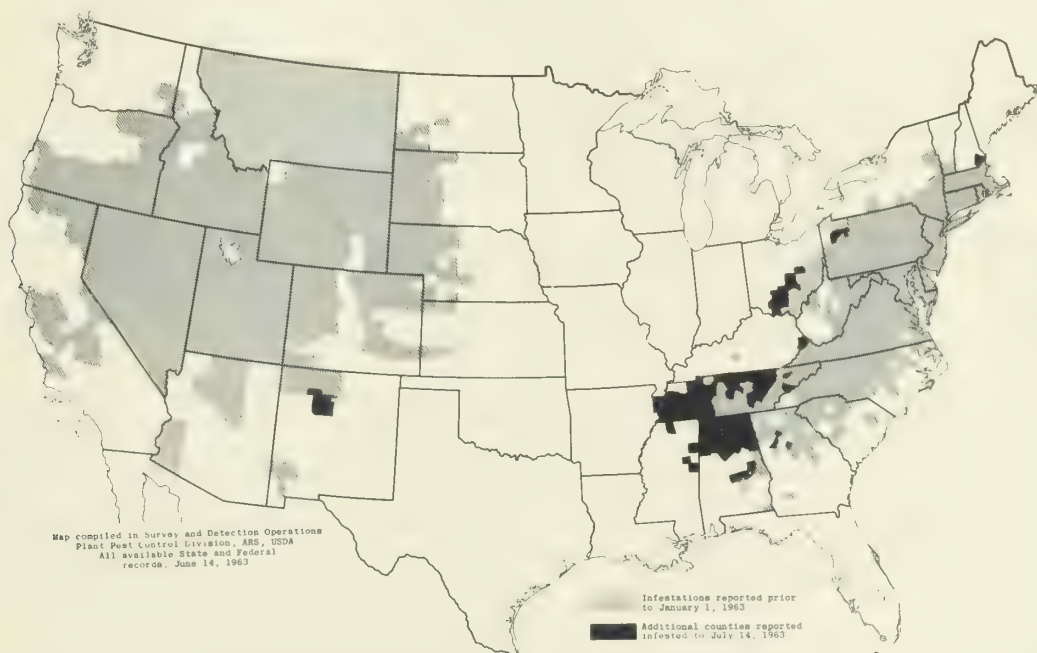 Map compiled in Survey and Detection Operations
Plant Pest Control Division, ARS, USDA
All available State and Federal
records, June 14, 1963
Infestations reported prior
to January 1, 1963
Additional counties reported
infested to July 14, 1963